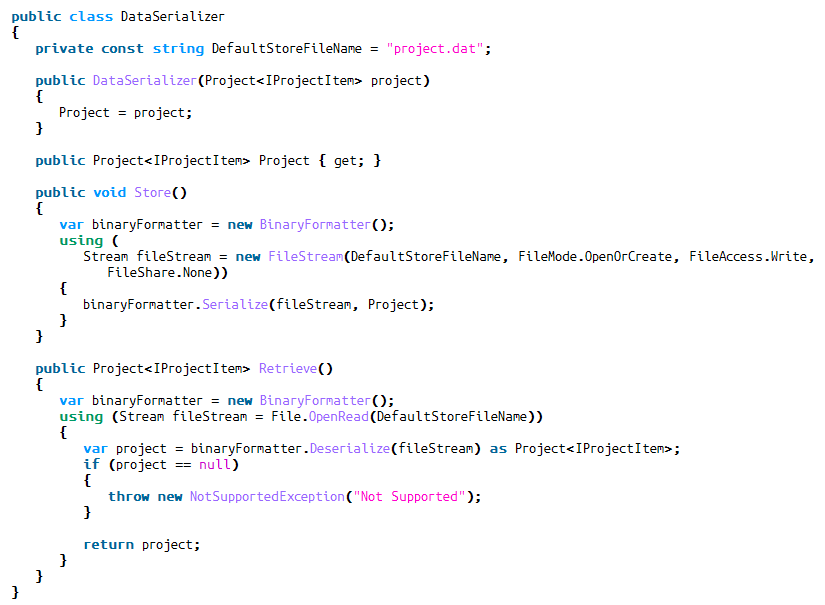 public class DataSerializer
{
    private const string DefaultStoreFileName = "project.dat";

    public DataSerializer(Project<IProjectItem> project)
    {
        Project = project;
    }

    public Project<IProjectItem> Project { get; }

    public void Store()
    {
        var binaryFormatter = new BinaryFormatter();
        using (
            Stream fileStream = new FileStream(DefaultStoreFileName, FileMode.OpenOrCreate, FileAccess.Write,
                FileShare.None))
        {
            binaryFormatter.Serialize(fileStream, Project);
        }
    }

    public Project<IProjectItem> Retrieve()
    {
        var binaryFormatter = new BinaryFormatter();
        using (Stream fileStream = File.OpenRead(DefaultStoreFileName))
        {
            var project = binaryFormatter.Deserialize(fileStream) as Project<IProjectItem>;
            if (project == null)
            {
                throw new NotSupportedException("Not Supported");
            }

            return project;
        }
    }
}